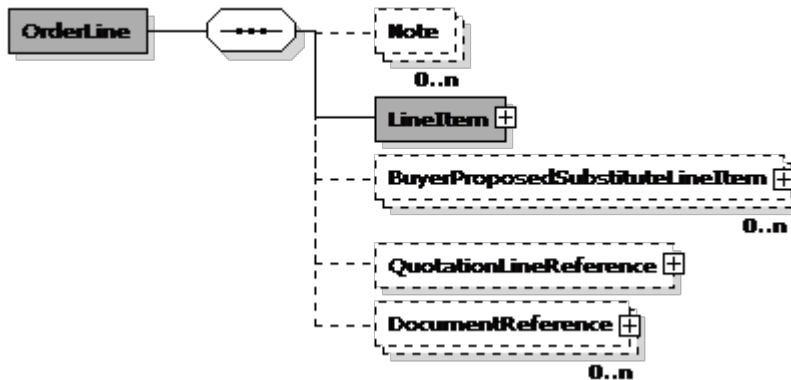 OrderLine
Note
0..n
LineItem
BuyerProposedSubstituteLineItem
0..n
QuotationLineReference
DocumentReference
0..n